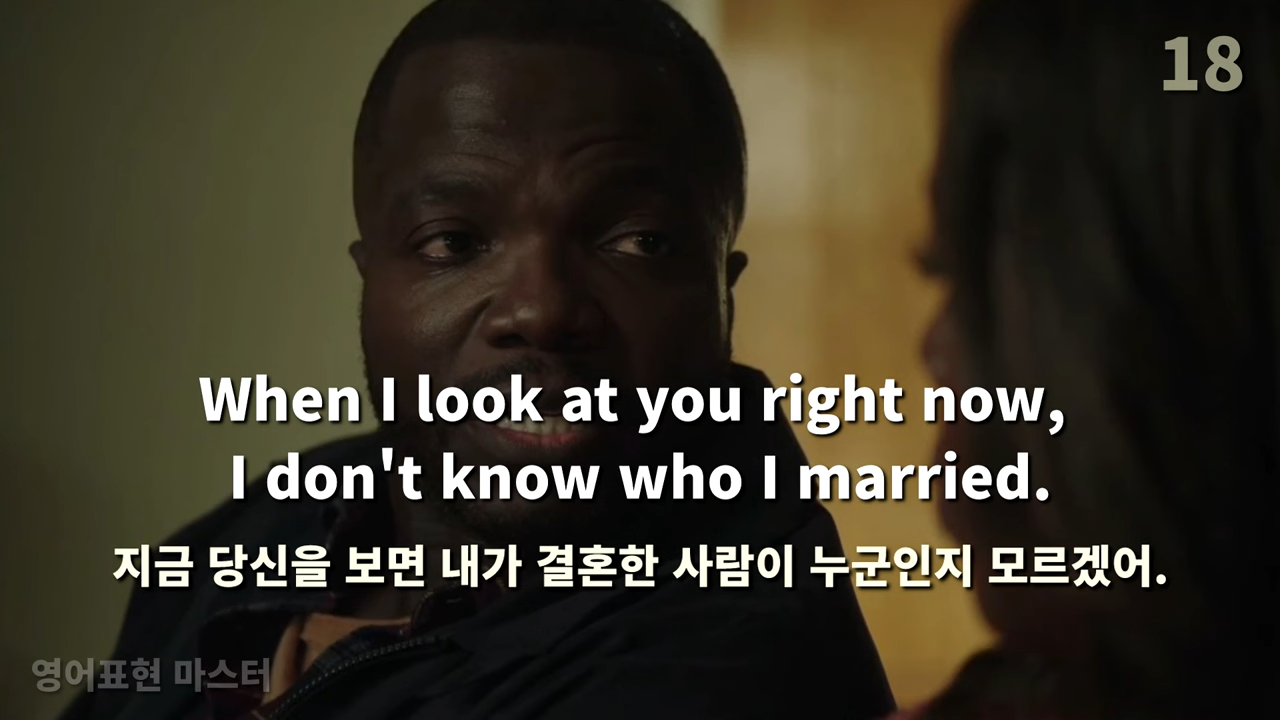 18
When I look at you right now,
I don't know who I married.
지금 당신을 보면 내가 결혼한 사람이 누군인지 모르겠어.
영어표현 마스터